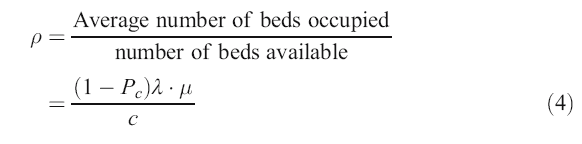 ρ = Average number of beds occupied / number of beds available
= (1 − P_c)λ · μ / c (4)